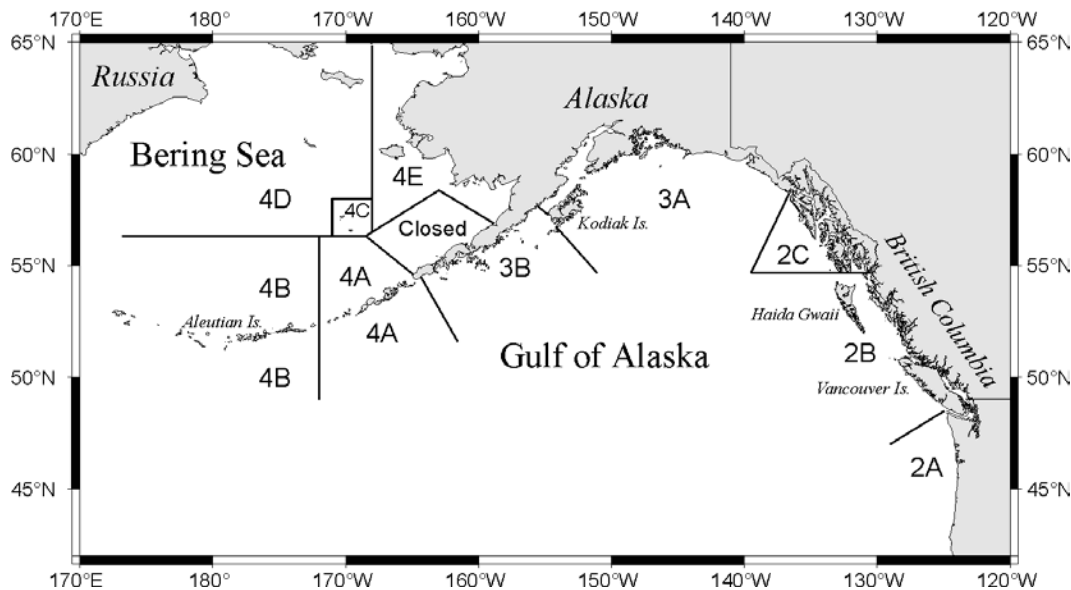 170°E 180° 170°W 160°W 150°W 140°W 130°W 120°W
65°N 65°N
Russia
Alaska
Bering Sea
60°N 60°N
4D
4E
4C
3A
Closed
Kodiak Is.
2C
British Columbia
55°N 55°N
4B
4A
3B
Haida Gwaii
Aleutian Is.
4A
2B
Gulf of Alaska
50°N 50°N
4B
Vancouver Is.
2A
45°N 45°N
170°E 180° 170°W 160°W 150°W 140°W 130°W 120°W